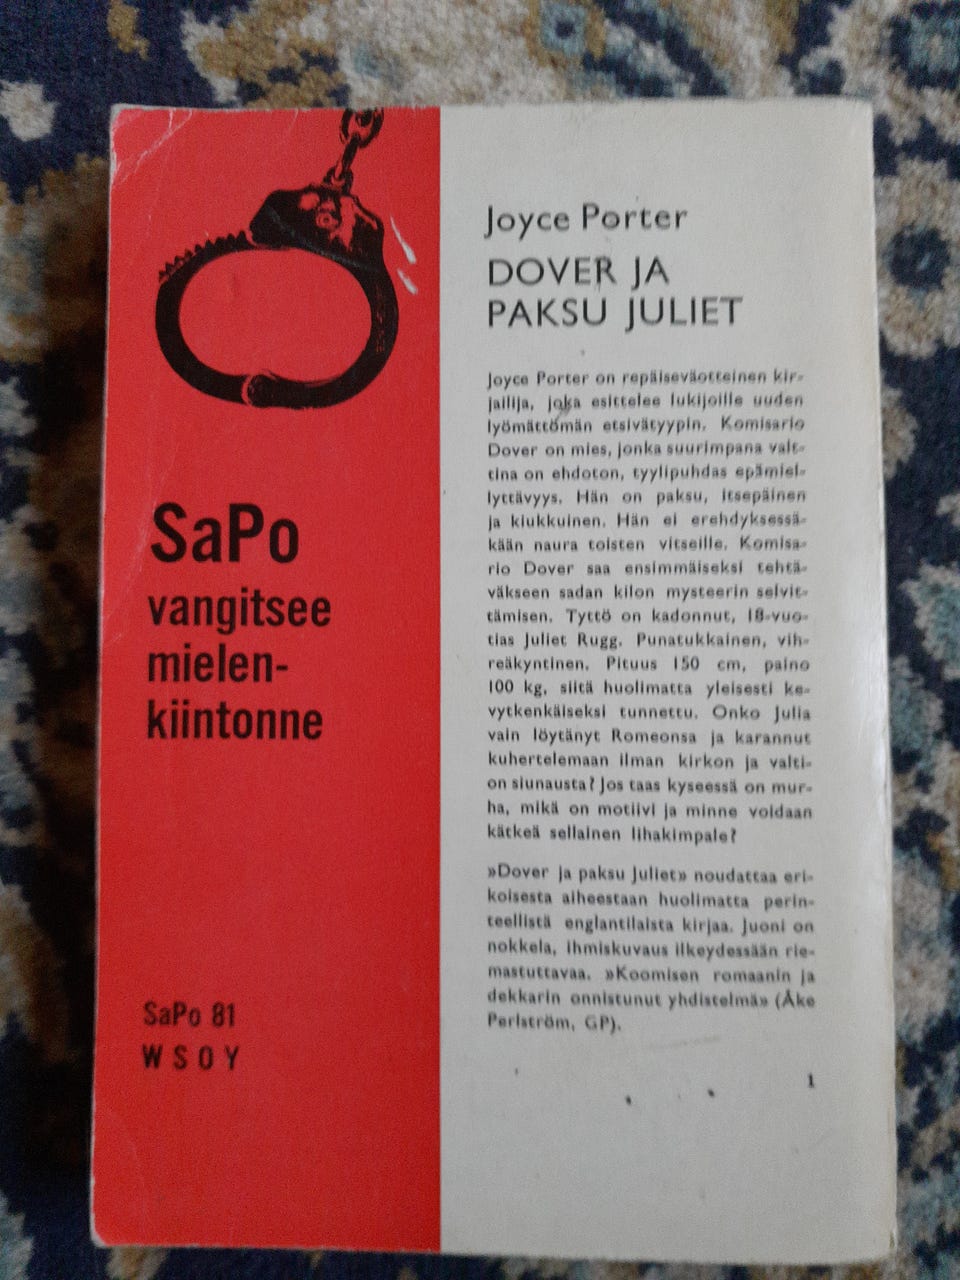 SaPo
vangitsee
mielen-
kiintonne
SaPo 81
WSOY
Joyce Porter
DOVER JA
PAKSU JULIET
Joyce Porter on repäiseväotteinen kir-
jailija, joka esittelee lukijoille uuden
lyömättömän etsivätyypin. Komisario
Dover on mies, jonka suurimpana valt-
tina on ehdoton, tyylipuhdas epämiel-
lyttävyys. Hän on paksu, itsepäinen
ja kiukkuinen. Hän ei erehdyksessä-
kään naura toisten vitseille. Komisa-
rio Dover saa ensimmäiseksi tehtä-
väkseen sadan kilon mysteerin selvit-
tämisen. Tyttö on kadonnut, 18-vuo-
tias Juliet Rugg. Punatukkainen, vih-
reäkyntinen. Pituus 150 cm, paino
100 kg, siitä huolimatta yleisesti ke-
vytkenkäiseksi tunnettu. Onko Julia
vain löytänyt Romeonsa ja karannut
kuhertelemaan ilman kirkon ja valti-
on siunausta? Jos taas kyseessä on mur-
ha, mikä on motiivi ja minne voidaan
kätkeä sellainen lihakimpale?
»Dover ja paksu Juliet» noudattaa eri-
koisesta aiheestaan huolimatta perin-
teellistä englantilaista kirjaa. Juoni on
nokkela, ihmiskuvaus ilkeydessään rie-
mastuttavaa. »Koomisen romaanin ja
dekkarin onnistunut yhdistelmä» (Åke
Perlström, GP).
1